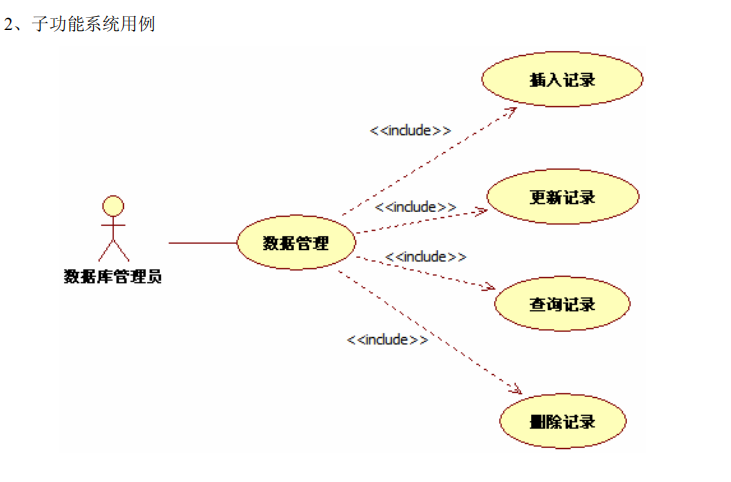 2、子功能系统用例
插入记录
<<include>>
更新记录
<<include>>
数据管理
<<include>>
数据库管理员
查询记录
<<include>>
删除记录